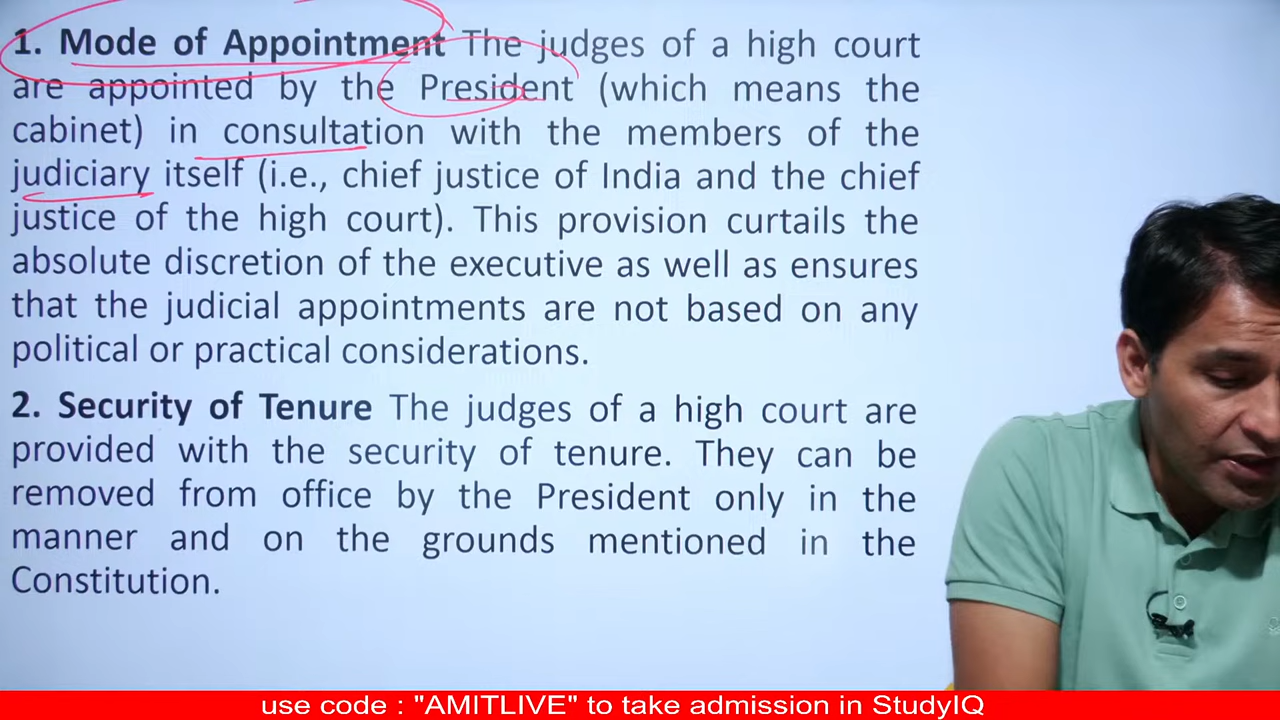 1. Mode of Appointment The judges of a high court
are appointed by the President (which means the
cabinet) in consultation with the members of the
judiciary itself (i.e., chief justice of India and the chief
justice of the high court). This provision curtails the
absolute discretion of the executive as well as ensures
that the judicial appointments are not based on any
political or practical considerations.
2. Security of Tenure The judges of a high court are
provided with the security of tenure. They can be
removed from office by the President only in the
manner and on the grounds mentioned in the
Constitution.
use code : "AMITLIVE" to take admission in StudyIQ